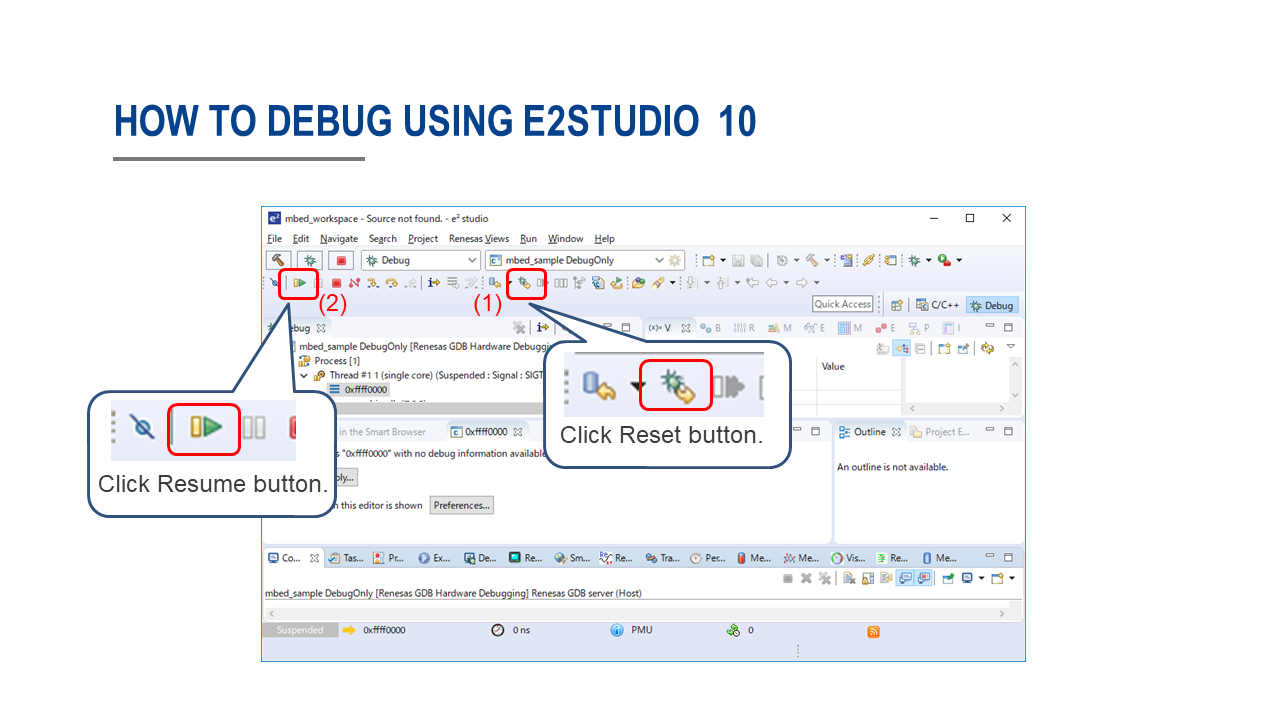 HOW TO DEBUG USING E2STUDIO 10
mbed_workspace - Source not found. - e² studio
File Edit Navigate Search Project Renesas Views Run Window Help
Debug
mbed_sample DebugOnly
(2)
(1)
Quick Access
C/C++
Debug
(x)= V
B
R
M
E
M
E
P
I
mbed_sample DebugOnly [Renesas GDB Hardware
Process [1]
Thread #1 1 (single core) (Suspended : Signal :
0xffff0000
Value
Click Reset button.
Click Resume button.
in the Smart Browser
0xffff0000
Outline
Project E...
"0xffff0000" with no debug information available
An outline is not available.
n this editor is shown
Preferences...
Co...
Tas...
Pr...
Ex...
De...
Re...
Sm...
Re...
Tra...
Per...
Me...
Me...
Vis...
Re...
Me...
mbed_sample DebugOnly [Renesas GDB Hardware Debugging] Renesas GDB server (Host)
Suspended
0xffff0000
0 ns
PMU
0